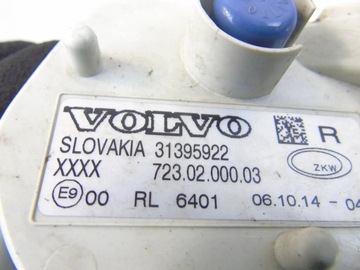 VOLVO
R
SLOVAKIA 31395922
XXXX 723.02.000.03
ZKW
E9 00 RL 6401 06.10.14 - 04